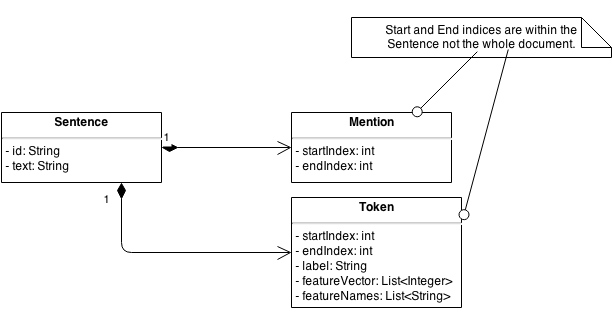 Start and End indices are within the
Sentence not the whole document.
Sentence
- id: String
- text: String
1
1
Mention
- startIndex: int
- endIndex: int
Token
- startIndex: int
- endIndex: int
- label: String
- featureVector: List<Integer>
- featureNames: List<String>